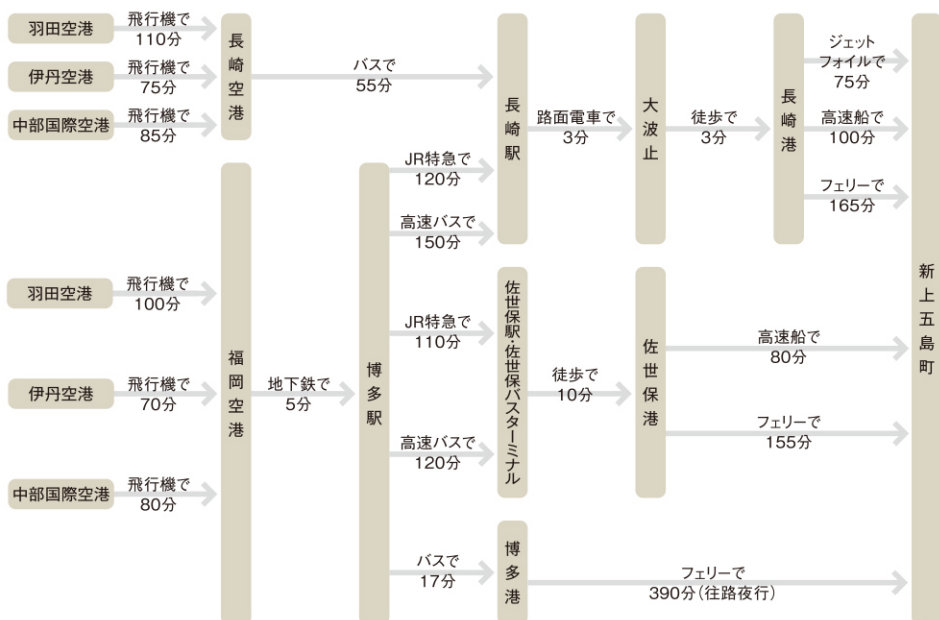 羽田空港
飛行機で
110分
伊丹空港
飛行機で
75分
中部国際空港
飛行機で
85分
長崎空港
バスで
55分
長崎駅
路面電車で
3分
大波止
徒歩で
3分
長崎港
ジェット
フォイルで
75分
高速船で
100分
フェリーで
165分
新上五島町
羽田空港
飛行機で
100分
伊丹空港
飛行機で
70分
中部国際空港
飛行機で
80分
福岡空港
地下鉄で
5分
博多駅
JR特急で
120分
高速バスで
150分
JR特急で
110分
高速バスで
120分
佐世保駅・佐世保バスターミナル
徒歩で
10分
佐世保港
高速船で
80分
フェリーで
155分
バスで
17分
博多港
フェリーで
390分(往路夜行)